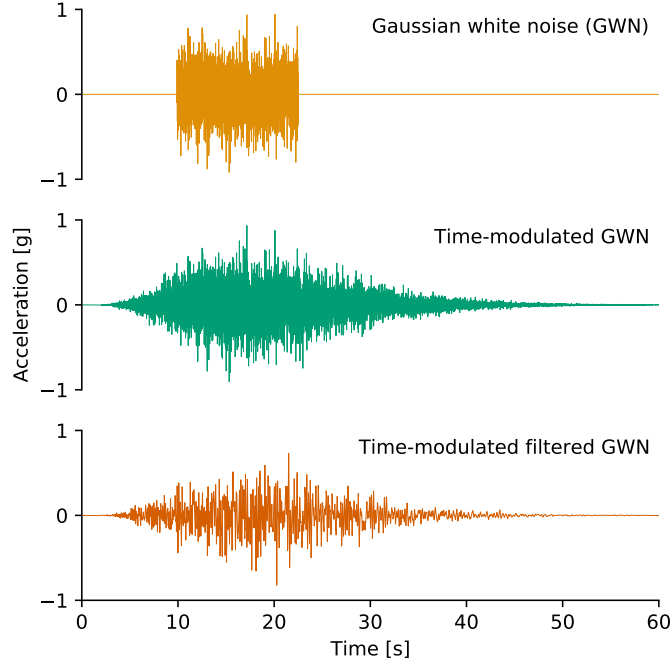 1
Gaussian white noise (GWN)
0
−1
1
Time-modulated GWN
0
−1
Acceleration [g]
1
Time-modulated filtered GWN
0
−1
0 10 20 30 40 50 60
Time [s]